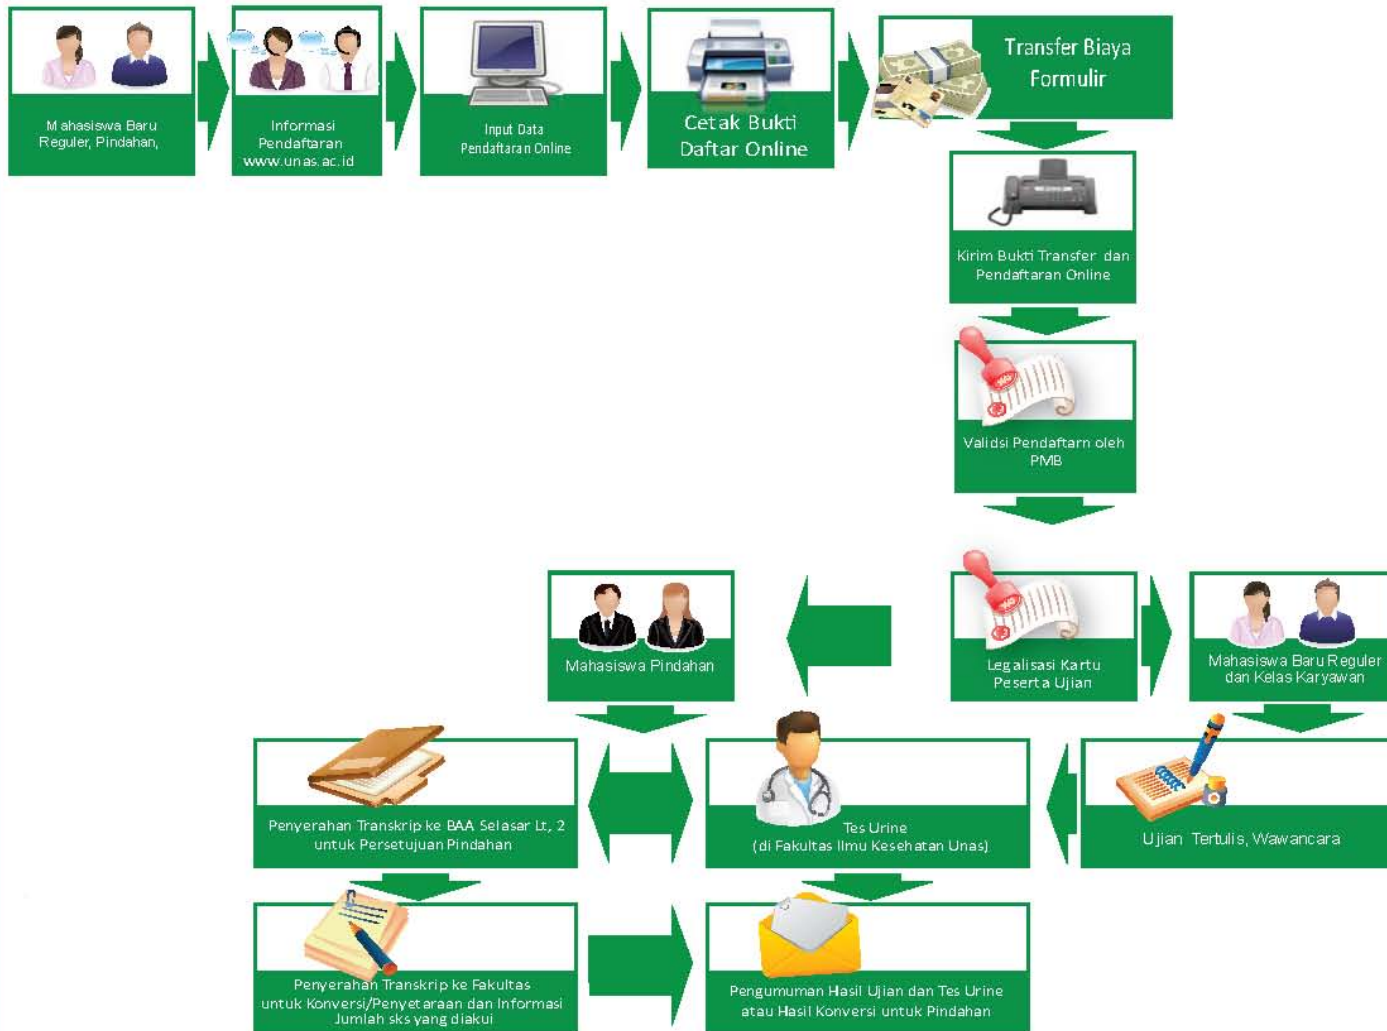 Mahasiswa Baru
Reguler, Pindahan,
Informasi
Pendaftaran
www.unas.ac.id
Input Data
Pendaftaran Online
Cetak Bukti
Daftar Online
Transfer Biaya
Formulir
Kirim Bukti Transfer dan
Pendaftaran Online
Validsi Pendaftarn oleh
PMB
Legalisasi Kartu
Peserta Ujian
Mahasiswa Pindahan
Mahasiswa Baru Reguler
dan Kelas Karyawan
Penyerahan Transkrip ke BAA Selasar Lt, 2
untuk Persetujuan Pindahan
Tes Urine
(di Fakultas Ilmu Kesehatan Unas)
Ujian Tertulis, Wawancara
Penyerahan Transkrip ke Fakultas
untuk Konversi/Penyetaraan dan Informasi
Jumlah sks yang diakui
Pengumuman Hasil Ujian dan Tes Urine
atau Hasil Konversi untuk Pindahan